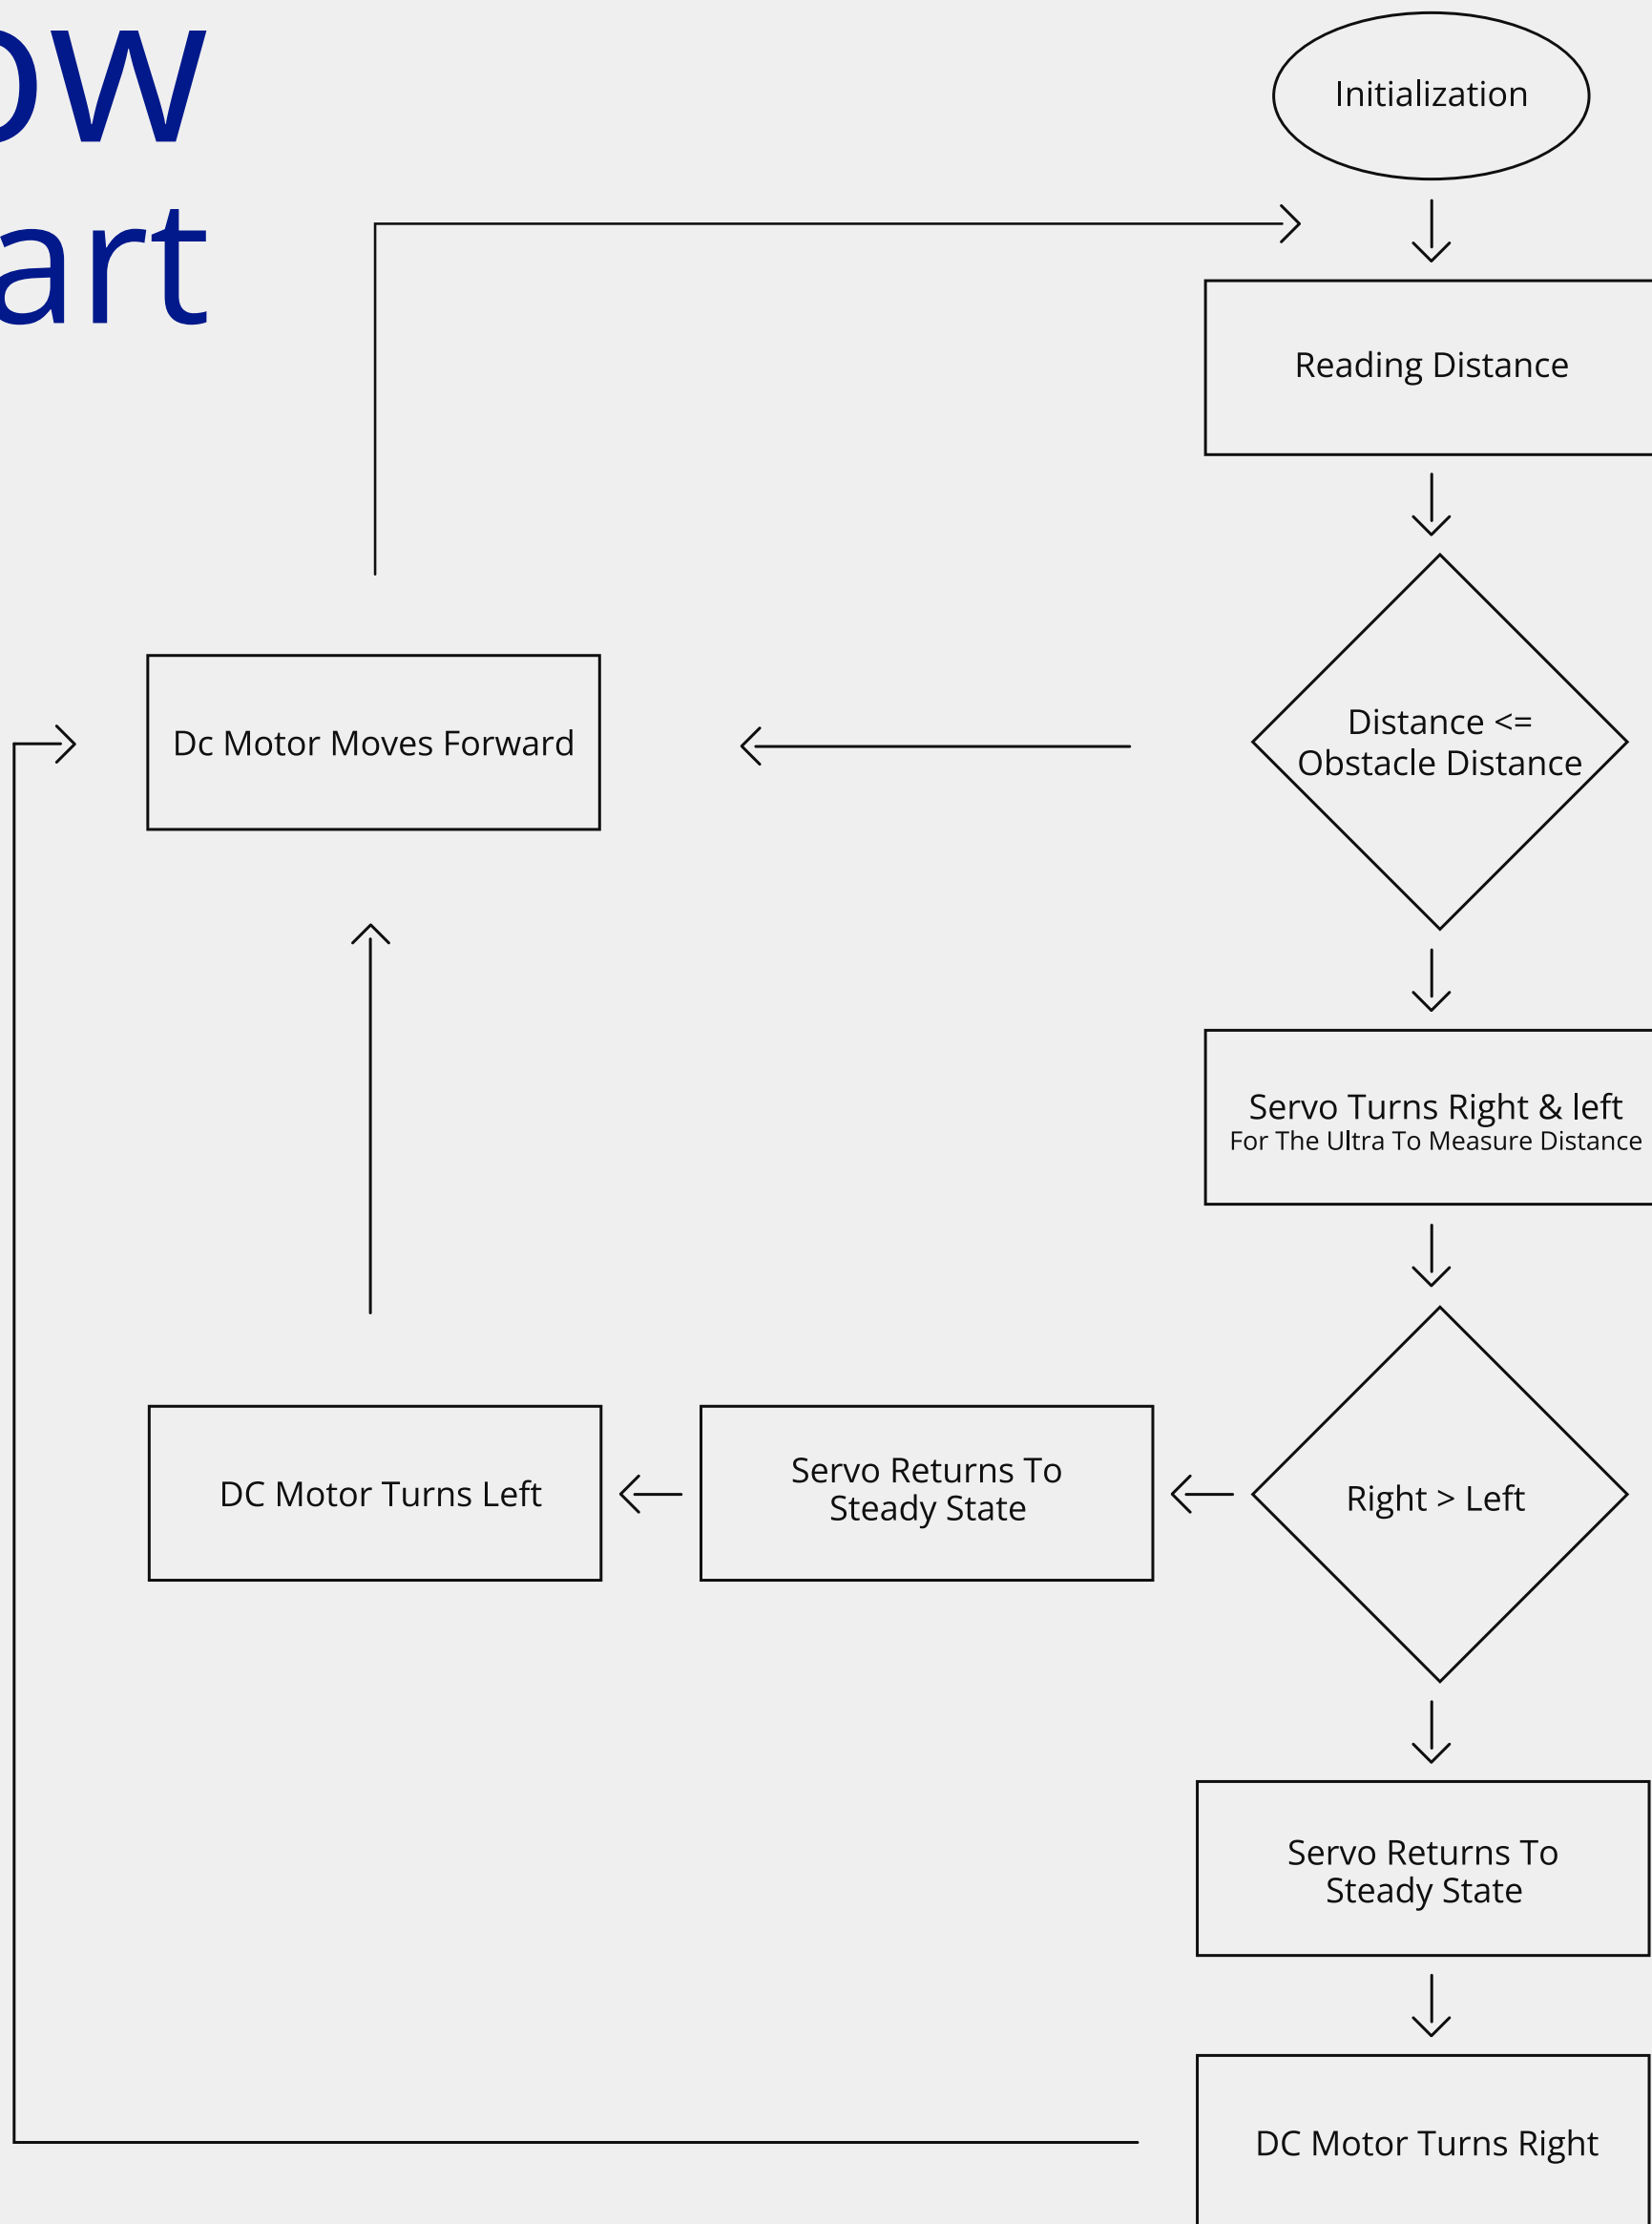 ow
art
Initialization
Reading Distance
Distance <=
Obstacle Distance
Dc Motor Moves Forward
Servo Turns Right & left
For The Ultra To Measure Distance
Right > Left
Servo Returns To
Steady State
DC Motor Turns Left
Servo Returns To
Steady State
DC Motor Turns Right